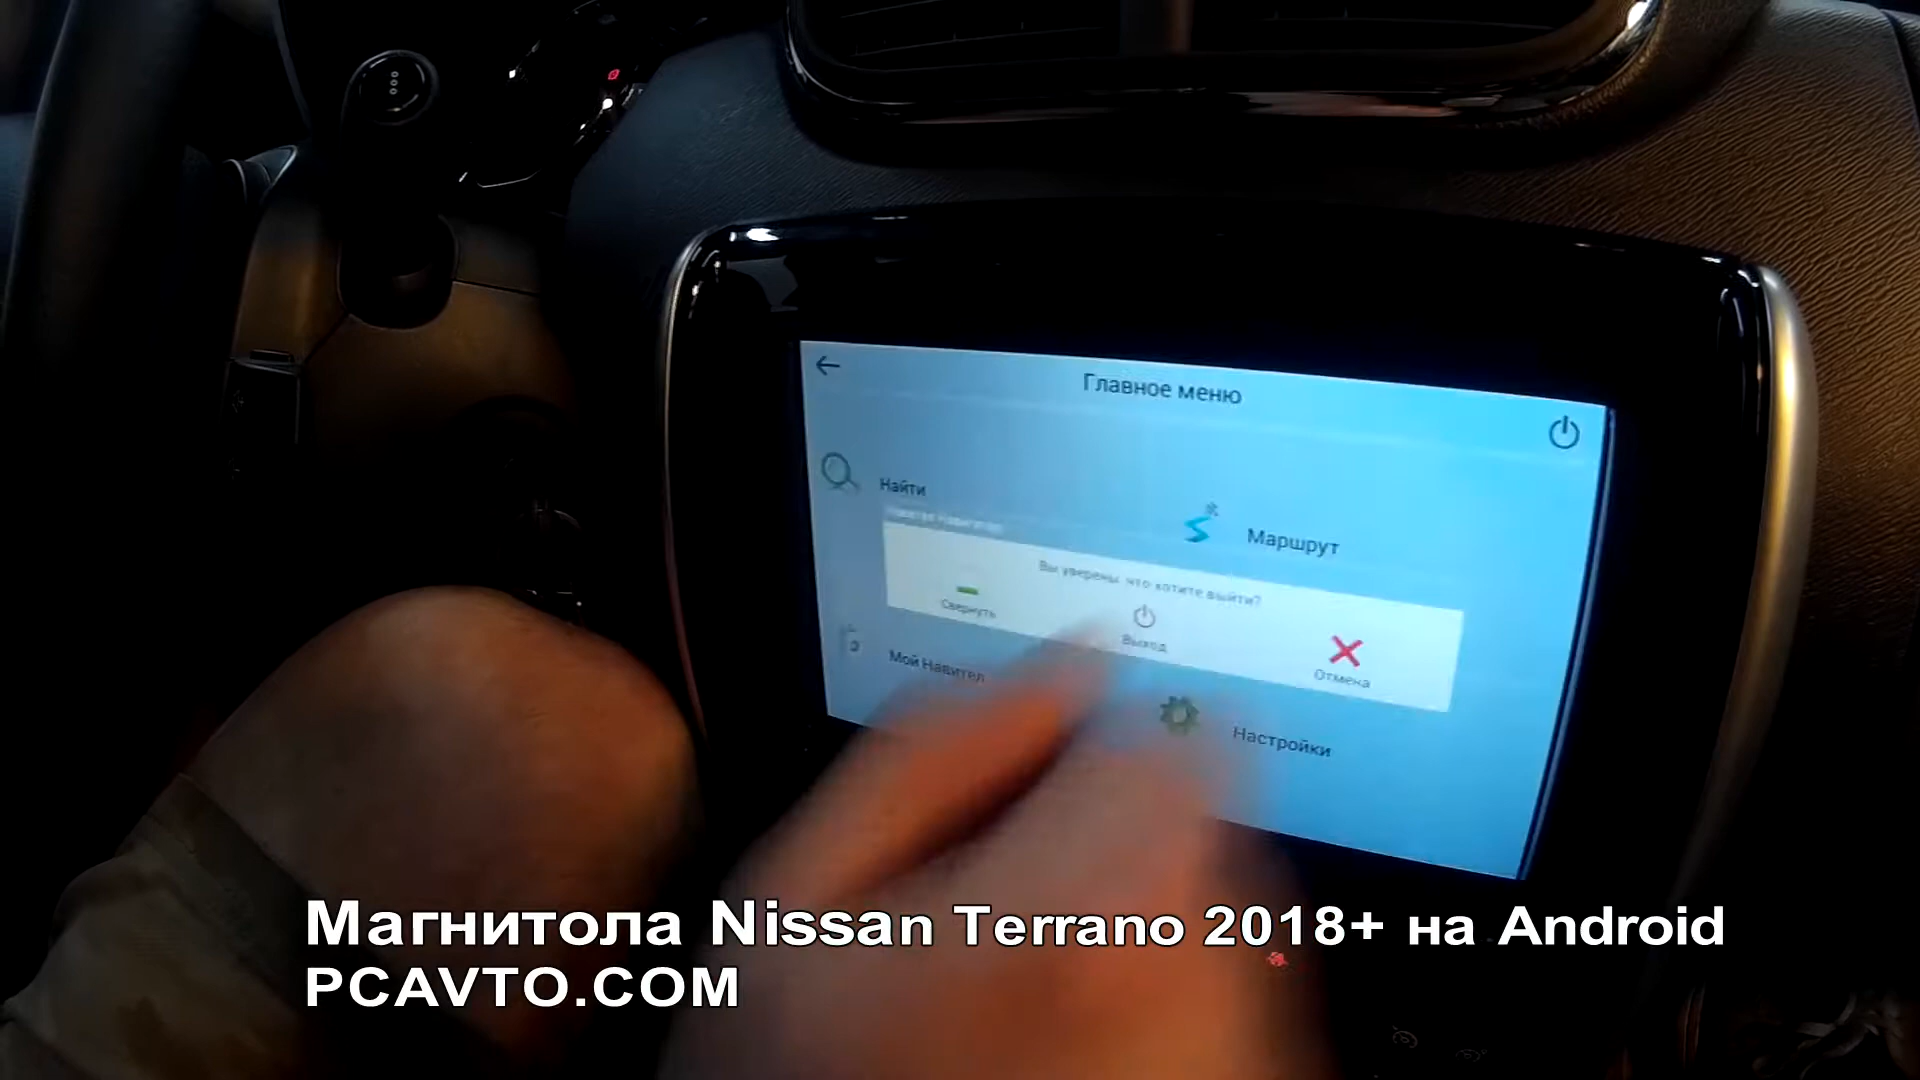 Главное меню
Найти
Маршрут
Вы уверены, что хотите выйти?
Свернуть
Выход
Отмена
Мой Навител
Настройки
Магнитола Nissan Terrano 2018+ на Android
PCAVTO.COM